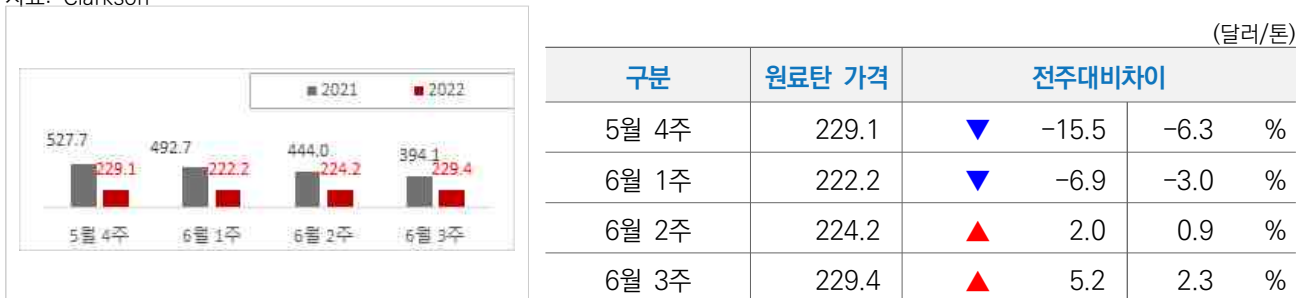 자료: Clarkson
■ 2021 ■ 2022
527.7 229.1 492.7 222.2 444.0 224.2 394.1 229.4
5월 4주 6월 1주 6월 2주 6월 3주
(달러/톤)
구분 원료탄 가격 전주대비차이
5월 4주 229.1 ▼ -15.5 -6.3 %
6월 1주 222.2 ▼ -6.9 -3.0 %
6월 2주 224.2 ▲ 2.0 0.9 %
6월 3주 229.4 ▲ 5.2 2.3 %